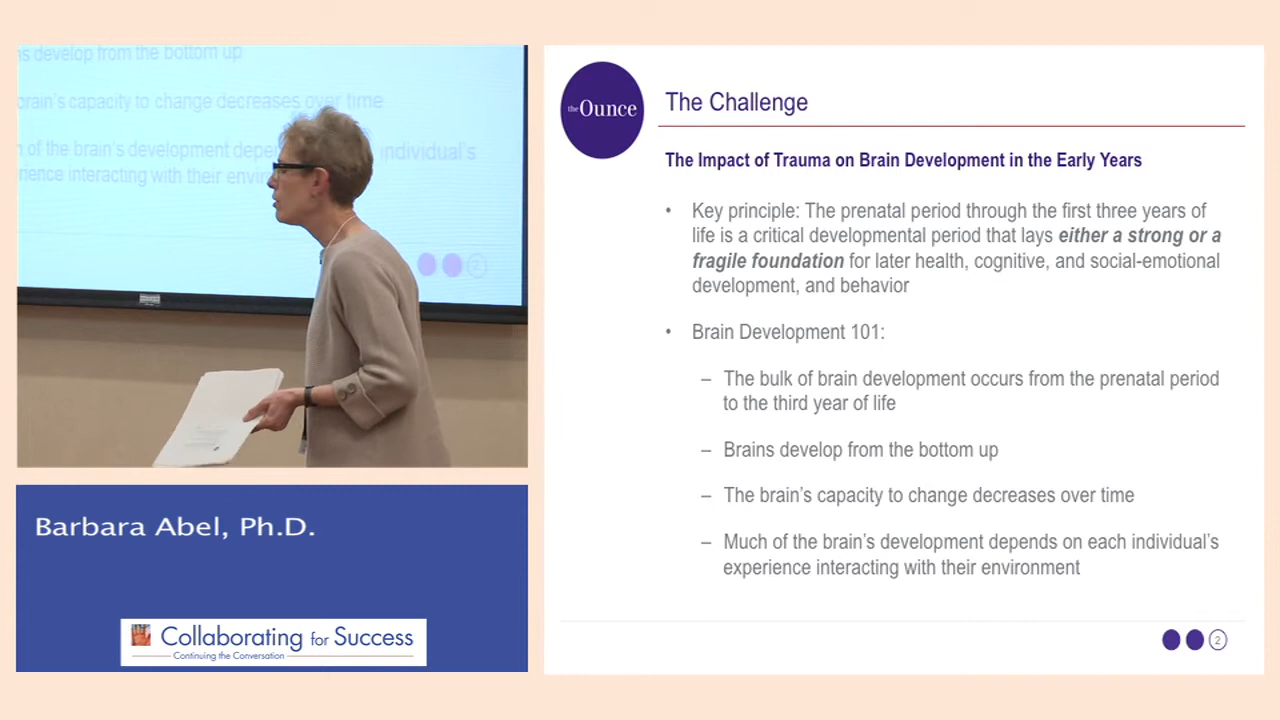 develop from the bottom up
brain's capacity to change decreases over time
of the brain's development individual's
interacting with their
Barbara Abel, Ph.D.
Collaborating for Success
Continuing the Conversation
the Ounce
The Challenge
The Impact of Trauma on Brain Development in the Early Years
• Key principle: The prenatal period through the first three years of
life is a critical developmental period that lays either a strong or a
fragile foundation for later health, cognitive, and social-emotional
development, and behavior
• Brain Development 101:
– The bulk of brain development occurs from the prenatal period
to the third year of life
– Brains develop from the bottom up
– The brain's capacity to change decreases over time
– Much of the brain's development depends on each individual's
experience interacting with their environment
2